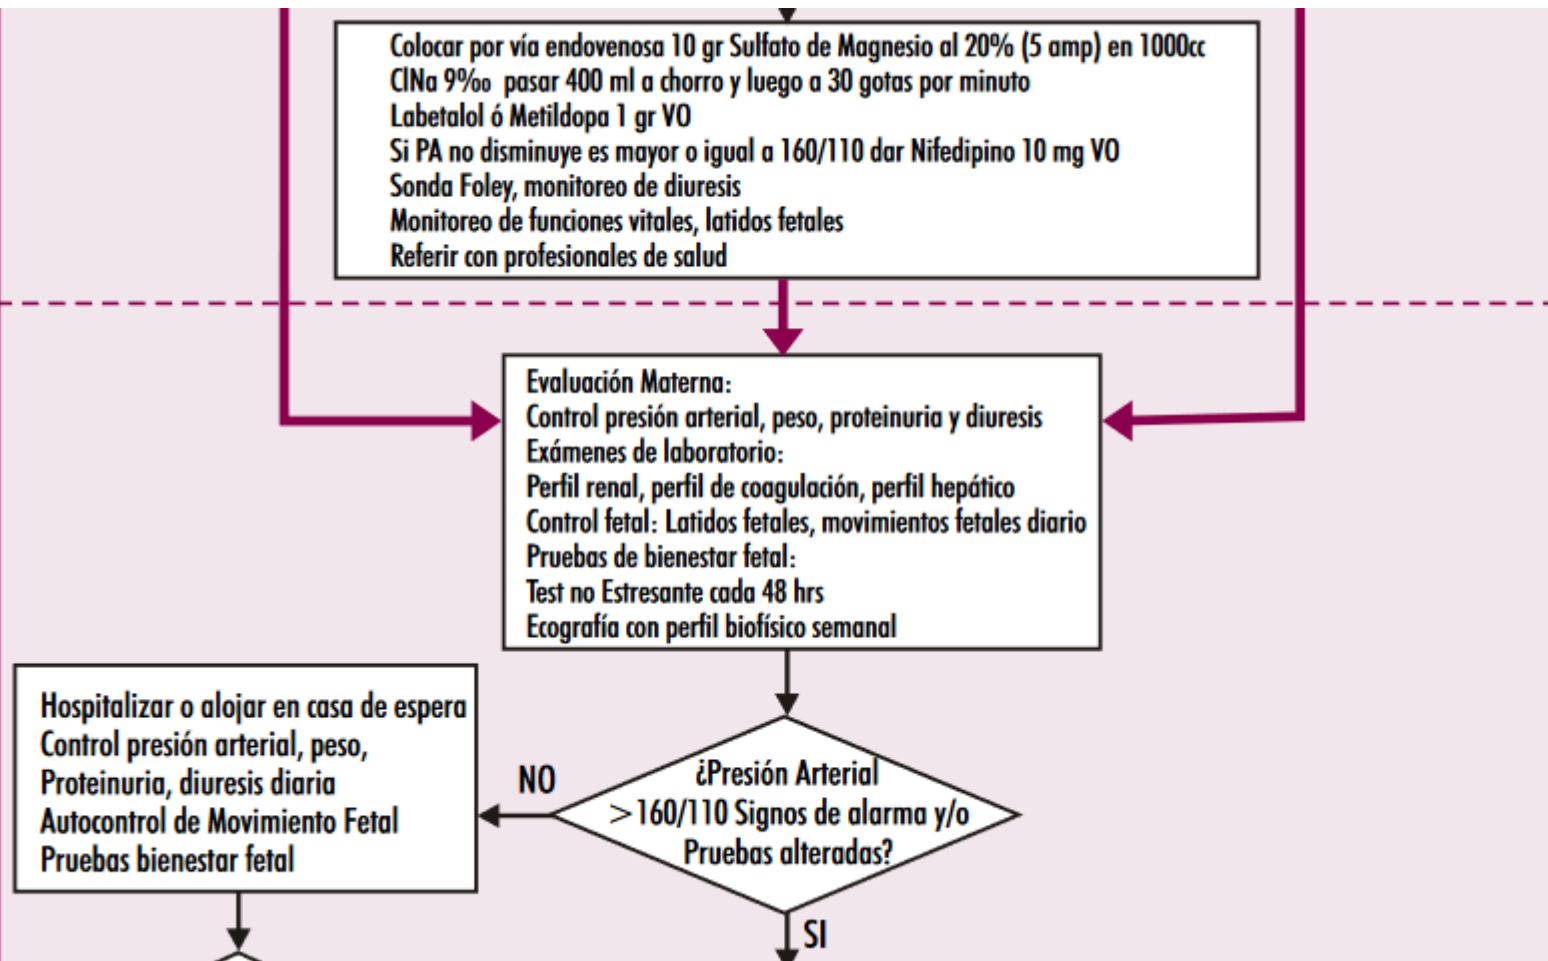 Colocar por vía endovenosa 10 gr Sulfato de Magnesio al 20% (5 amp) en 1000cc
ClNa 9‰ pasar 400 ml a chorro y luego a 30 gotas por minuto
Labetalol ó Metildopa 1 gr VO
Si PA no disminuye es mayor o igual a 160/110 dar Nifedipino 10 mg VO
Sonda Foley, monitoreo de diuresis
Monitoreo de funciones vitales, latidos fetales
Referir con profesionales de salud
Evaluación Materna:
Control presión arterial, peso, proteinuria y diuresis
Exámenes de laboratorio:
Perfil renal, perfil de coagulación, perfil hepático
Control fetal: Latidos fetales, movimientos fetales diario
Pruebas de bienestar fetal:
Test no Estresante cada 48 hrs
Ecografía con perfil biofísico semanal
Hospitalizar o alojar en casa de espera
Control presión arterial, peso,
Proteinuria, diuresis diaria
Autocontrol de Movimiento Fetal
Pruebas bienestar fetal
NO
¿Presión Arterial
>160/110 Signos de alarma y/o
Pruebas alteradas?
SI